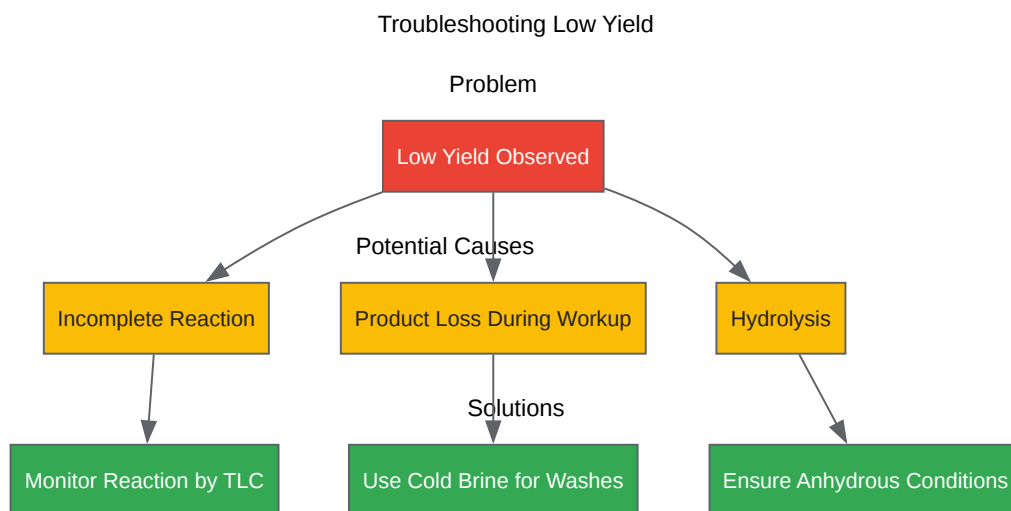 Troubleshooting Low Yield
Problem
Low Yield Observed
Potential Causes
Incomplete Reaction
Product Loss During Workup
Hydrolysis
Solutions
Monitor Reaction by TLC
Use Cold Brine for Washes
Ensure Anhydrous Conditions